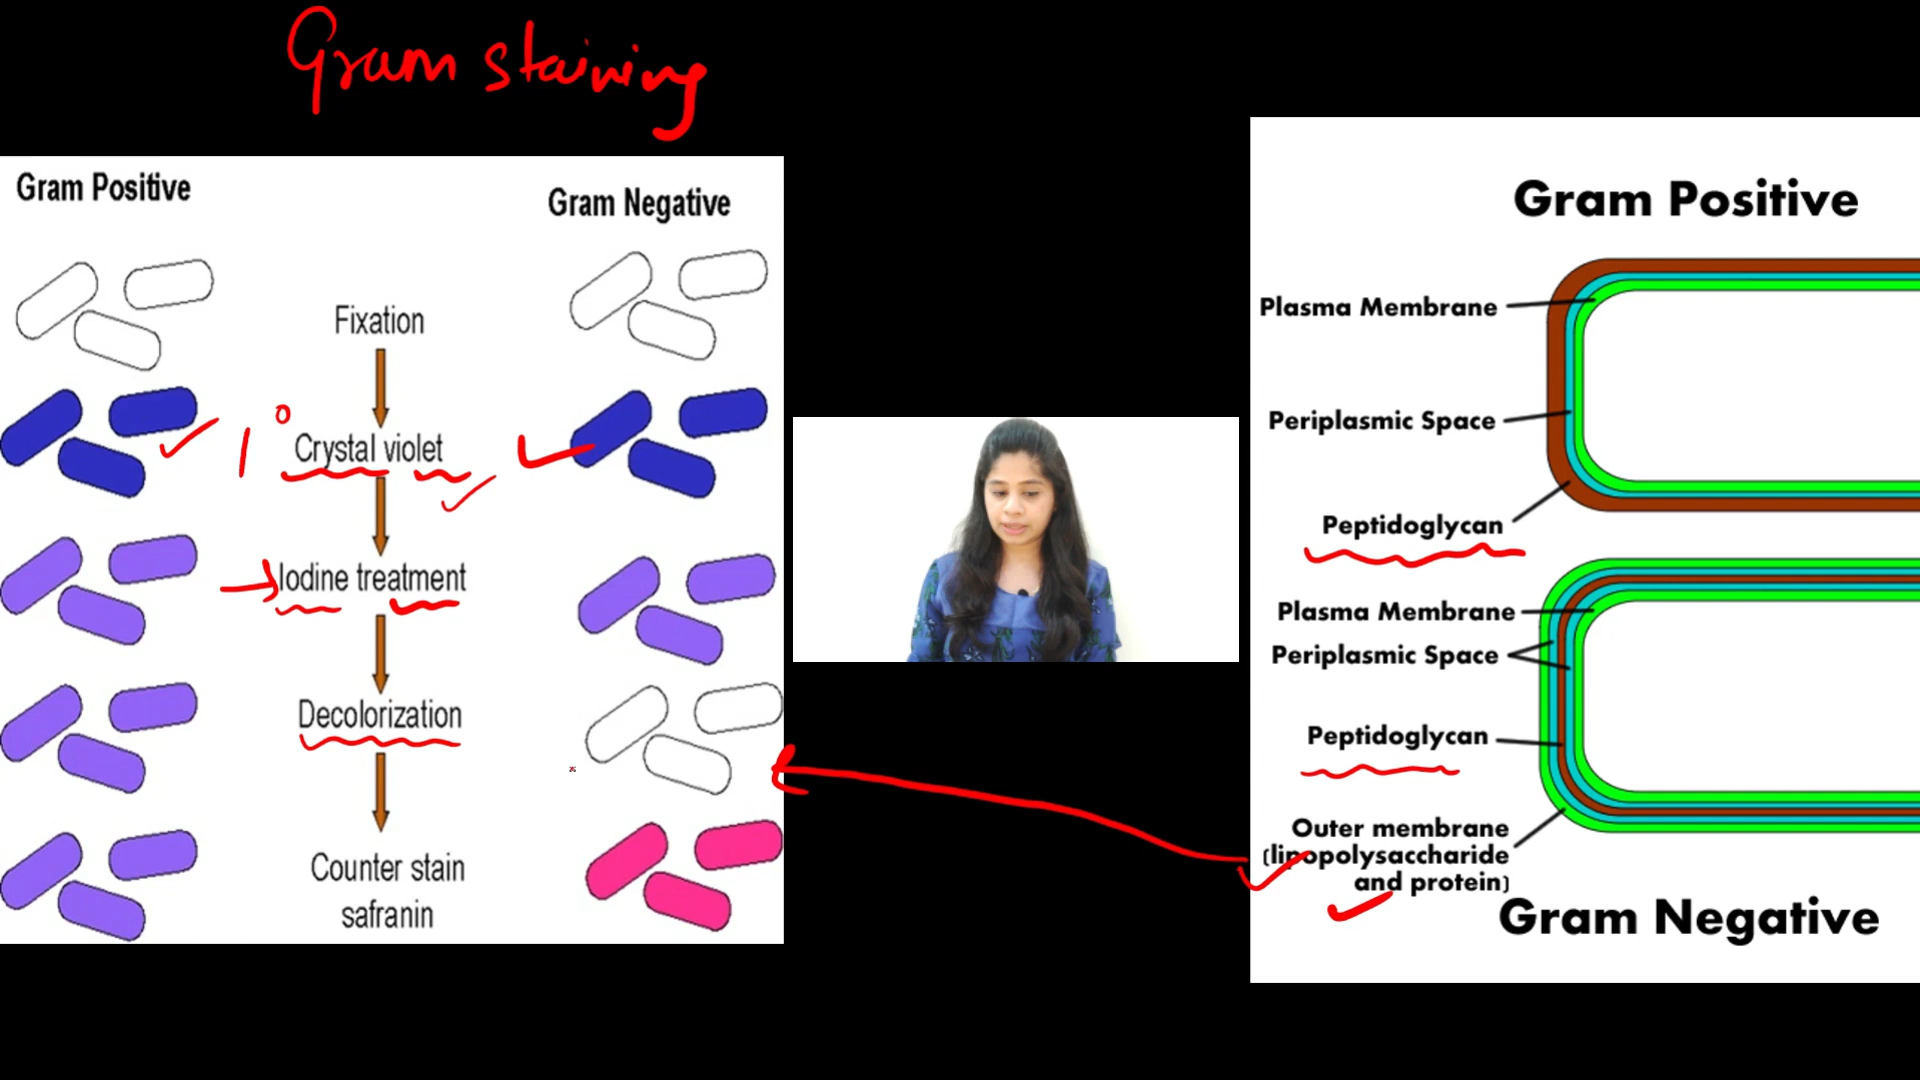 Gram staining
Gram Positive
Gram Negative
Fixation
1°
Crystal violet
Iodine treatment
Decolorization
Counter stain
safranin
Gram Positive
Plasma Membrane
Periplasmic Space
Peptidoglycan
Plasma Membrane
Periplasmic Space
Peptidoglycan
Outer membrane
(lipopolysaccharide
and protein)
Gram Negative